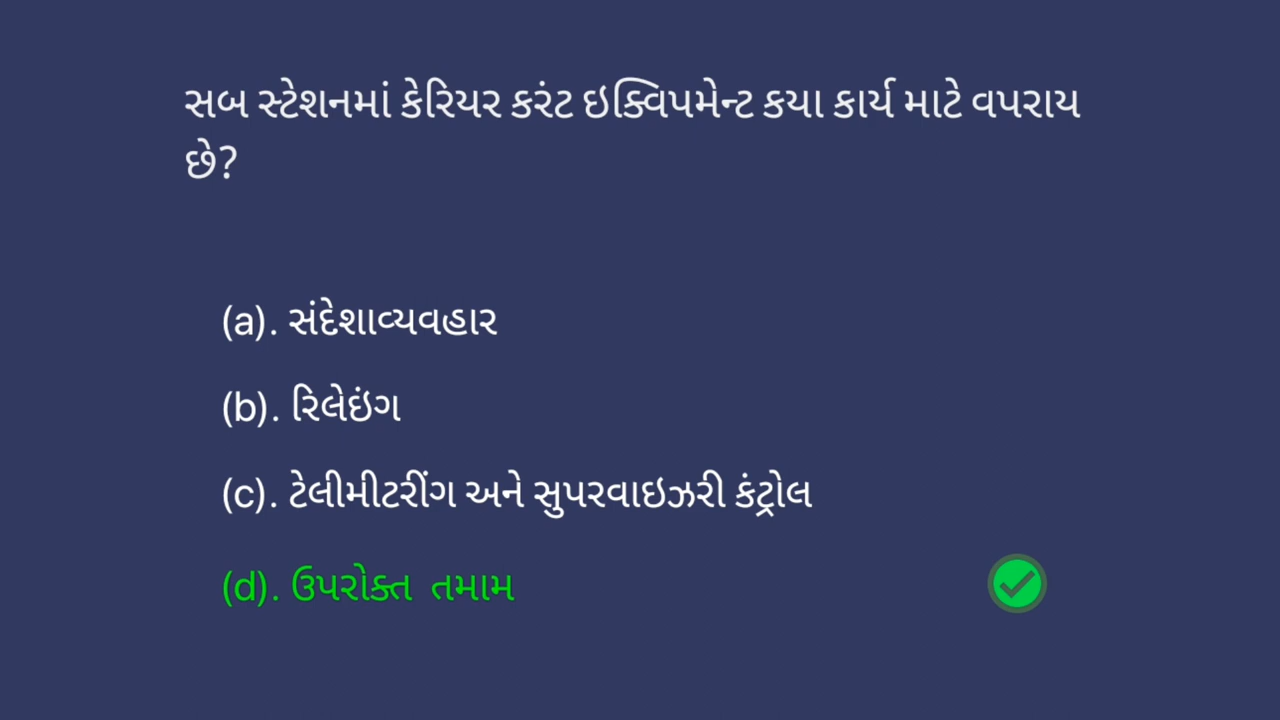 સબ સ્ટેશનમાં કેરિયર કરંટ ઇક્વિપમેન્ટ કયા કાર્ય માટે વપરાય
છે?
(a). સંદેશાવ્યવહાર
(b). રિલેઇંગ
(c). ટેલીમીટરીંગ અને સુપરવાઇઝરી કંટ્રોલ
(d). ઉપરોક્ત તમામ